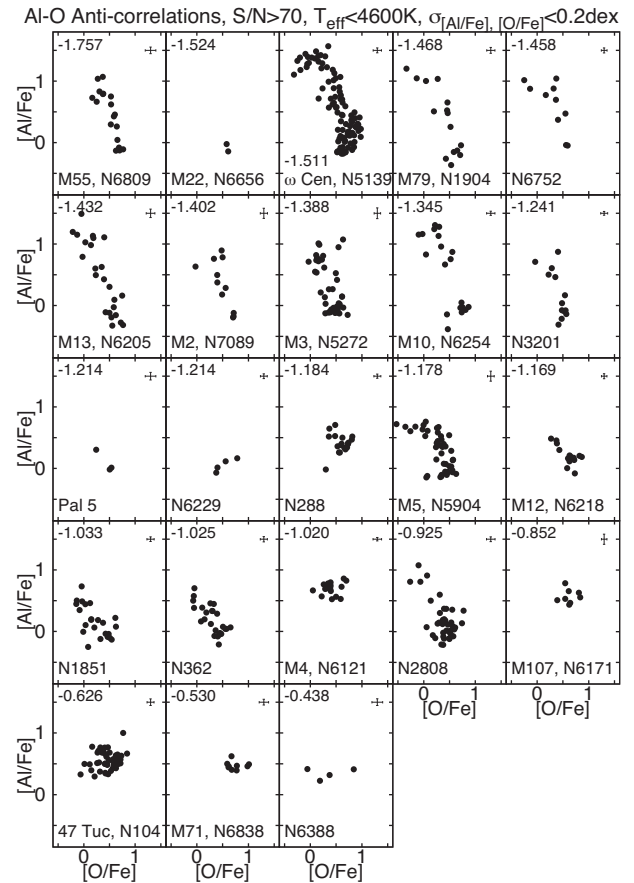 Al-O Anti-correlations, S/N>70, T_eff<4600K, σ_[Al/Fe], [O/Fe]<0.2dex
-1.757 -1.524 -1.468 -1.458
[Al/Fe] 1 0
-1.511
M55, N6809 M22, N6656 ω Cen, N5139 M79, N1904 N6752
-1.432 -1.402 -1.388 -1.345 -1.241
[Al/Fe] 1 0
M13, N6205 M2, N7089 M3, N5272 M10, N6254 N3201
-1.214 -1.214 -1.184 -1.178 -1.169
[Al/Fe] 1 0
Pal 5 N6229 N288 M5, N5904 M12, N6218
-1.033 -1.025 -1.020 -0.925 -0.852
[Al/Fe] 1 0
N1851 N362 M4, N6121 N2808 M107, N6171
-0.626 -0.530 -0.438 0 1 0 1
[O/Fe] [O/Fe]
[Al/Fe] 1 0
47 Tuc, N104 M71, N6838 N6388
0 1 0 1 0 1
[O/Fe] [O/Fe] [O/Fe]